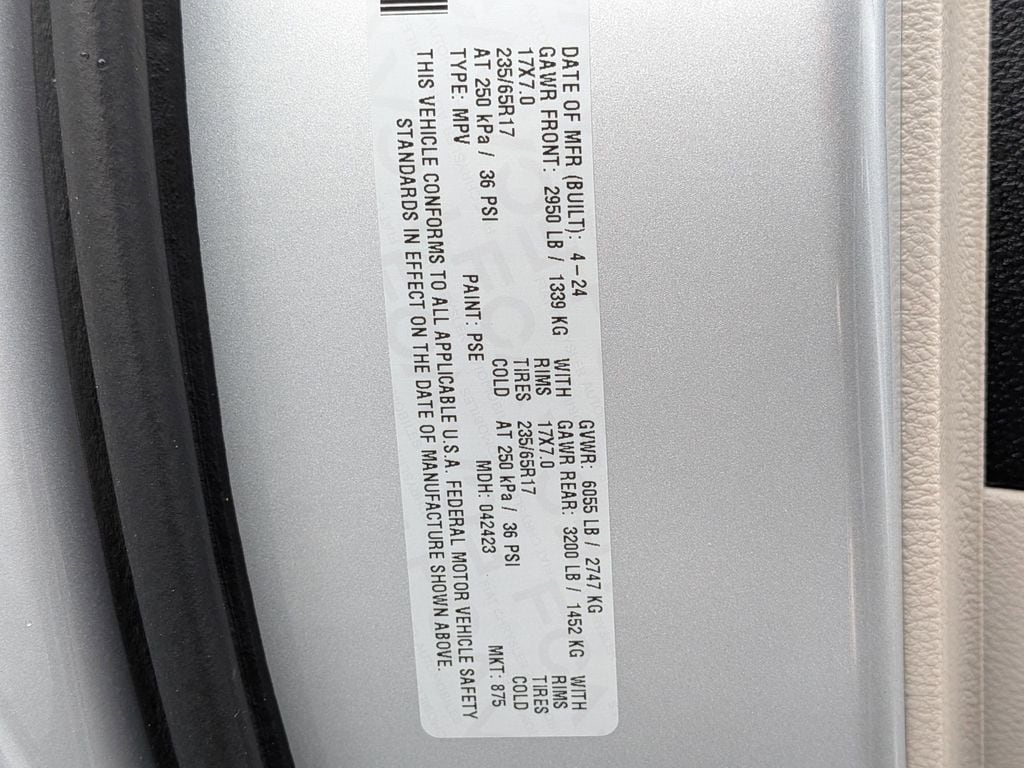 DATE OF MFR (BUILT): 4-24 GVWR: 6055 LB / 2747 KG
GAWR FRONT: 2950 LB / 1339 KG WITH GAWR REAR: 3200 LB / 1452 KG WITH
17X7.0 RIMS 17X7.0 RIMS
235/65R17 TIRES 235/65R17 TIRES
AT 250 kPa / 36 PSI COLD AT 250 kPa / 36 PSI COLD
TYPE: MPV PAINT: PSE MDH: 042423 MKT: 875
THIS VEHICLE CONFORMS TO ALL APPLICABLE U.S.A. FEDERAL MOTOR VEHICLE SAFETY
STANDARDS IN EFFECT ON THE DATE OF MANUFACTURE SHOWN ABOVE.